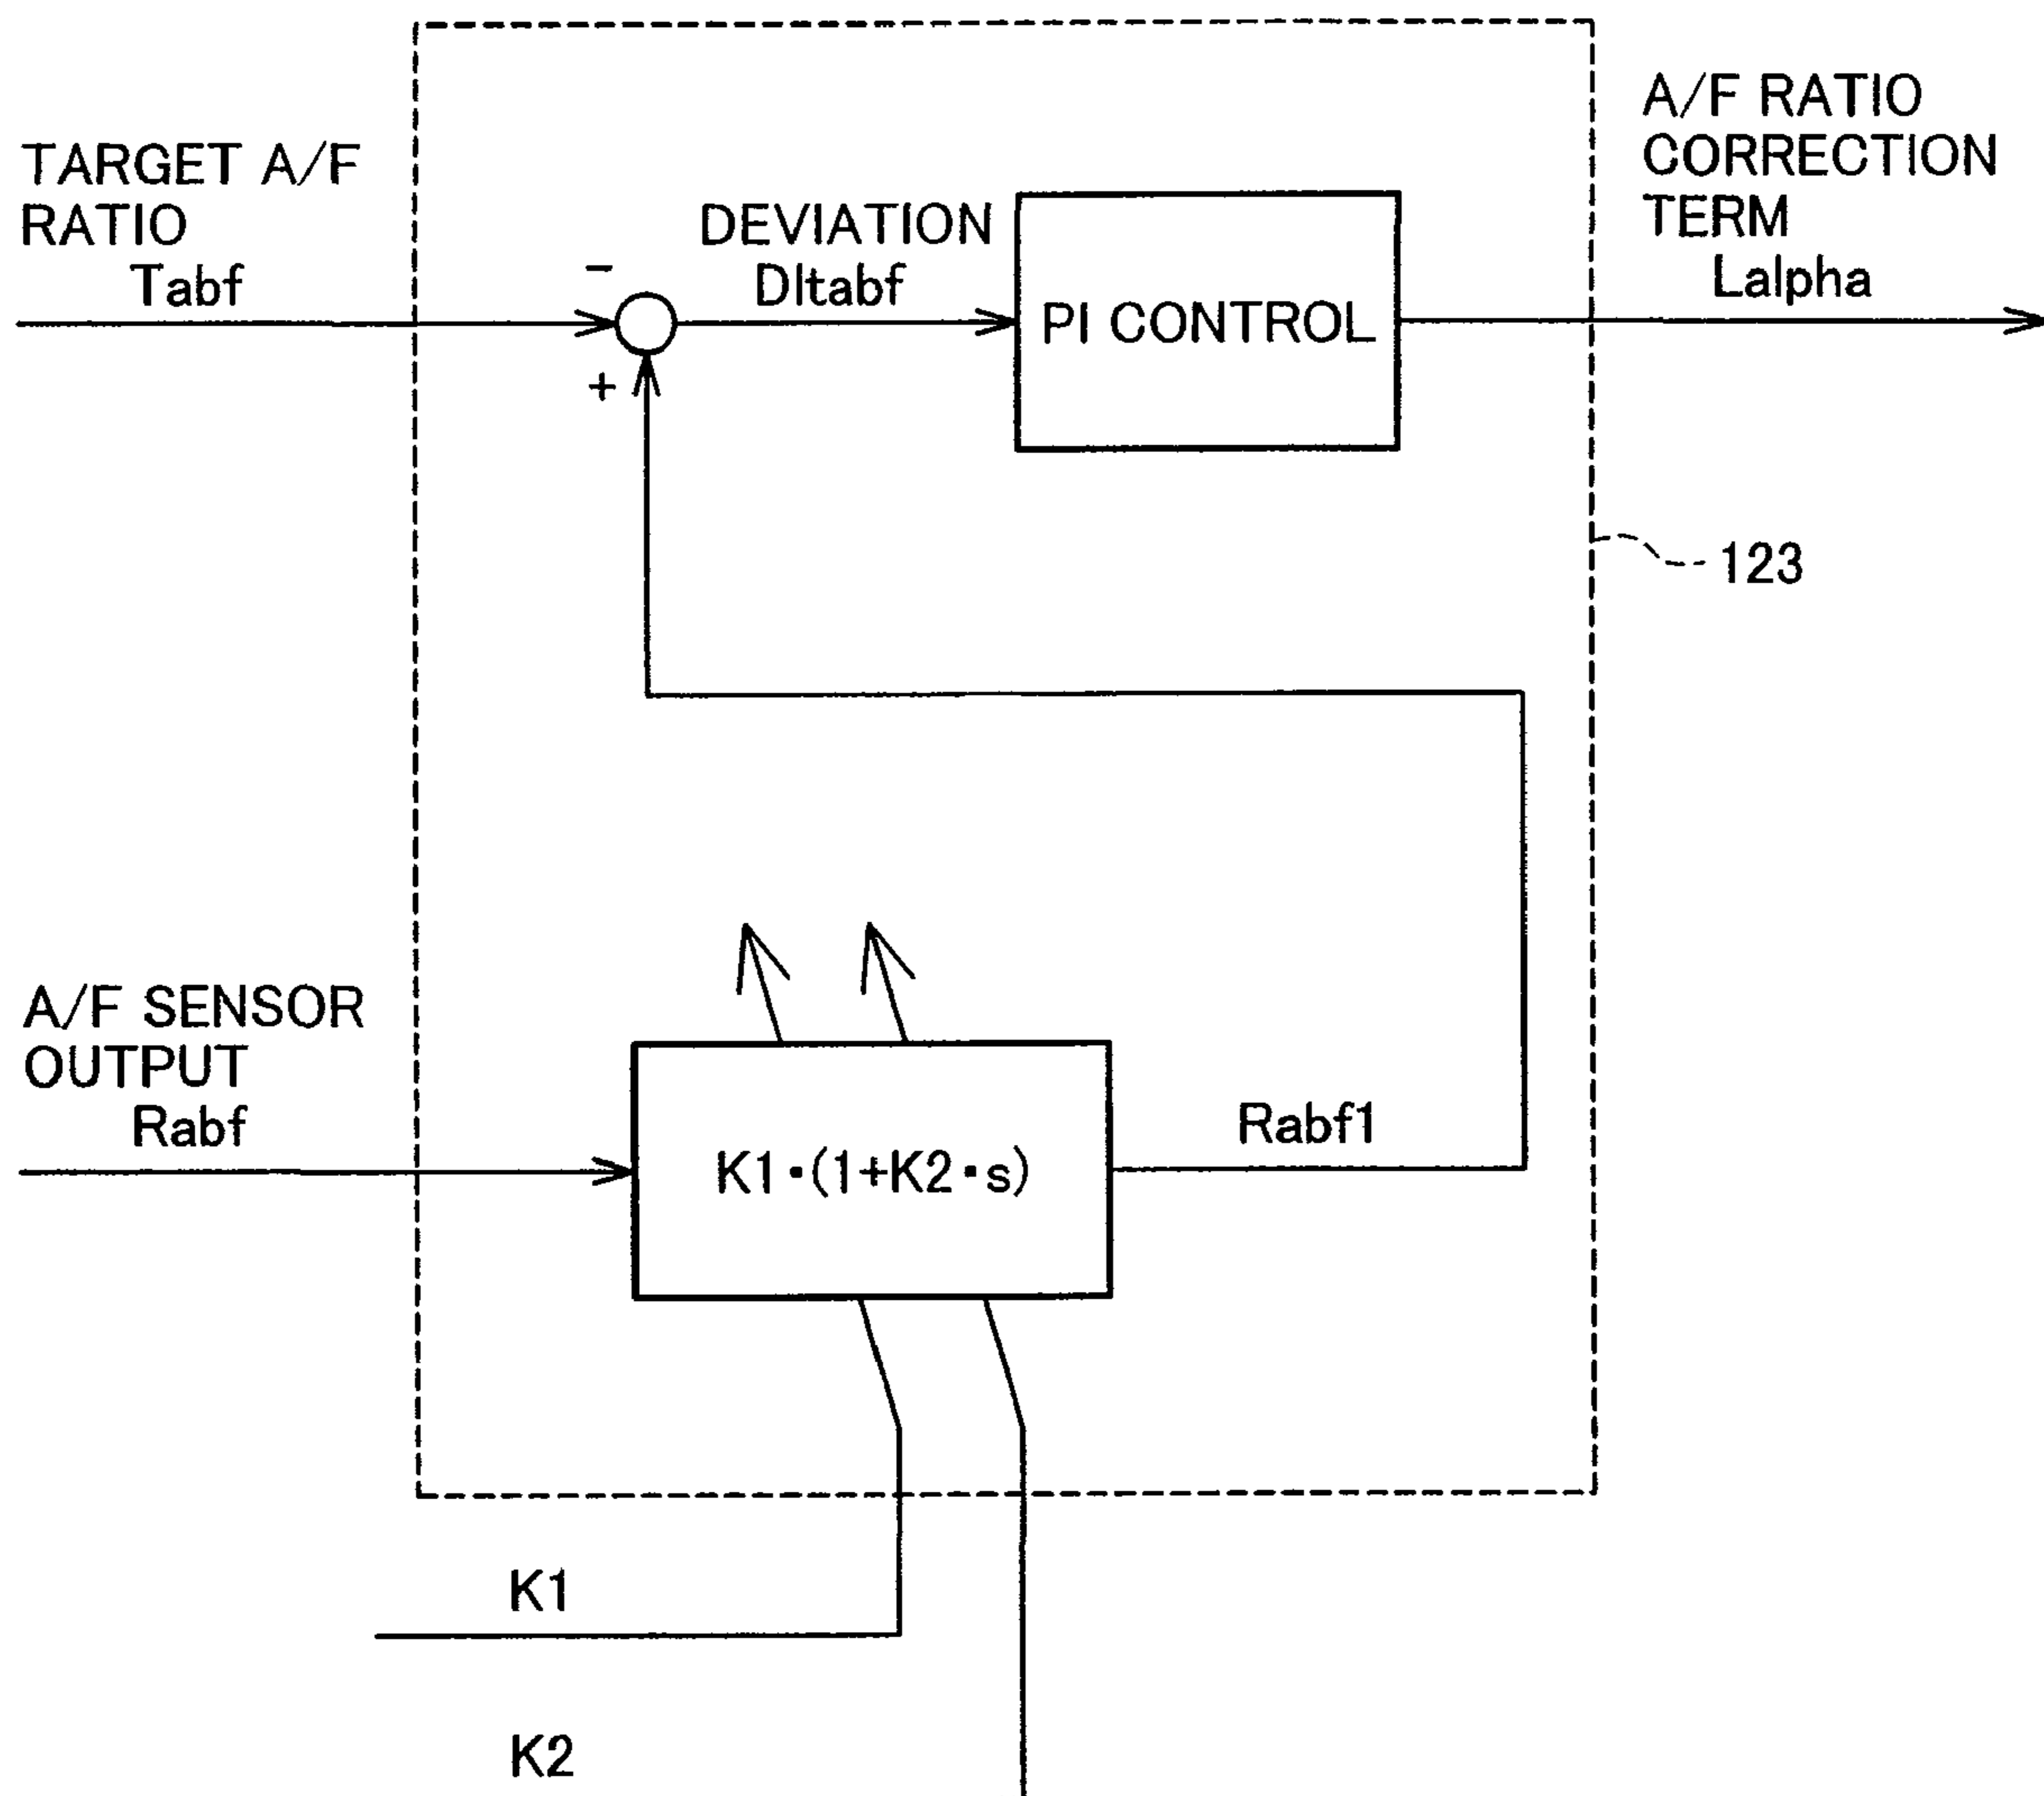 A/F RATIO
CORRECTION
TERM
Lalpha
TARGET A/F
RATIO
Tabf
DEVIATION
Dltabf
-
+
PI CONTROL
123
A/F SENSOR
OUTPUT
Rabf
K1·(1+K2·s)
Rabf1
K1
K2